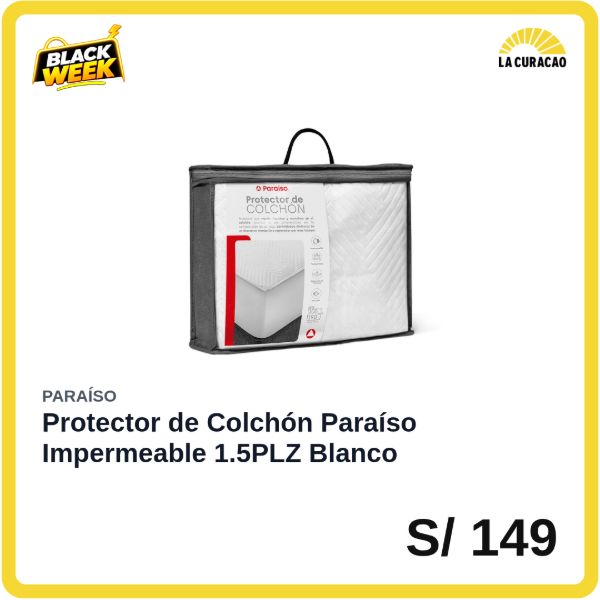 BLACK
WEEK
LA CURACAO
Paraíso
Protector de
COLCHÓN
PARAÍSO
Protector de Colchón Paraíso
Impermeable 1.5PLZ Blanco
S/ 149